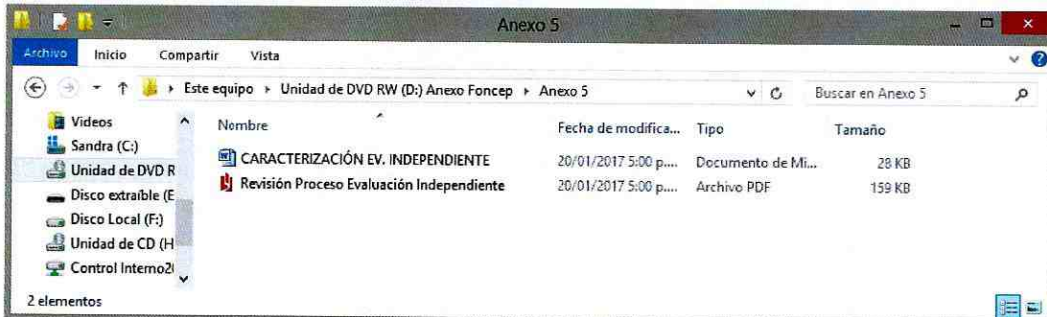 Anexo 5
Archivo Inicio Compartir Vista
Este equipo Unidad de DVD RW (D:) Anexo Foncep Anexo 5 Buscar en Anexo 5
Videos
Sandra (C:)
Unidad de DVD R
Disco extraíble (E
Disco Local (F:)
Unidad de CD (H
Control Interno2
Nombre Fecha de modifica... Tipo Tamaño
CARACTERIZACIÓN EV. INDEPENDIENTE 20/01/2017 5:00 p.... Documento de Mi... 28 KB
Revisión Proceso Evaluación Independiente 20/01/2017 5:00 p.... Archivo PDF 159 KB
2 elementos